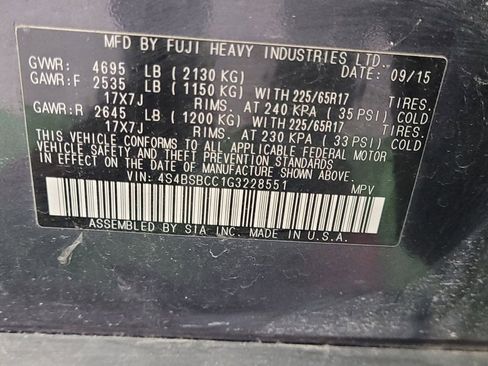 MFD BY FUJI HEAVY INDUSTRIES LTD.
GVWR: 4695 LB (2130 KG) DATE: 09/15
GAWR:F 2535 LB (1150 KG) WITH 225/65R17 TIRES.
17X7J RIMS. AT 240 KPA (35 PSI) COLD
GAWR:R 2645 LB (1200 KG) WITH 225/65R17 TIRES.
17X7J RIMS. AT 230 KPA (33 PSI) COLD
THIS VEHICLE CONFORMS TO ALL APPLICABLE FEDERAL MOTOR
VEHICLE SAFETY AND THEFT PREVENTION STANDARDS
IN EFFECT ON THE DATE OF MANUFACTURE SHOWN ABOVE.
VIN: 4S4BSBCC1G3228551 MPV
ASSEMBLED BY SIA-INC. MADE IN U.S.A.